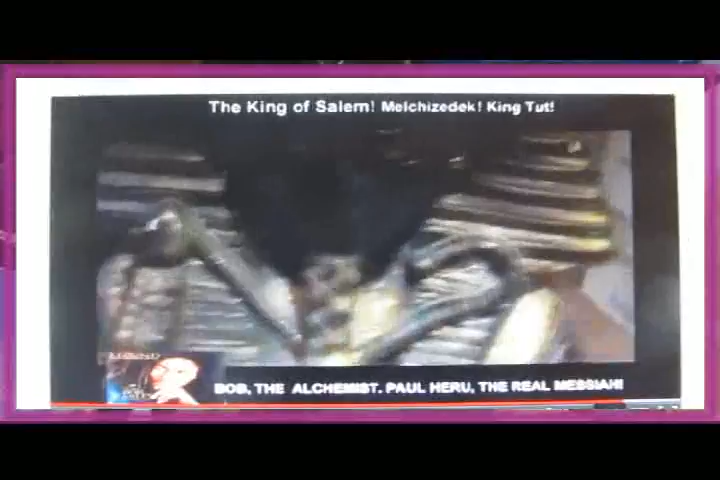 The King of Salem! Melchizedek! King Tut!
BOB, THE ALCHEMIST. PAUL HERU, THE REAL MESSIAH!